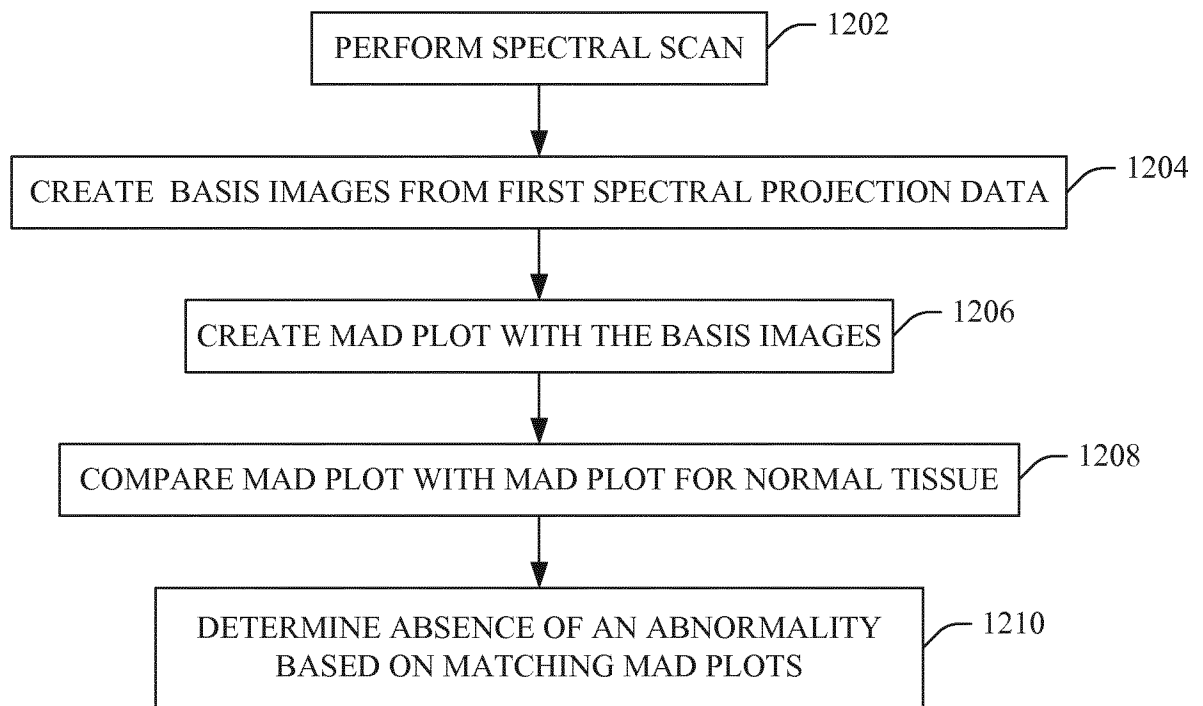 PERFORM SPECTRAL SCAN
1202
CREATE BASIS IMAGES FROM FIRST SPECTRAL PROJECTION DATA
1204
CREATE MAD PLOT WITH THE BASIS IMAGES
1206
COMPARE MAD PLOT WITH MAD PLOT FOR NORMAL TISSUE
1208
DETERMINE ABSENCE OF AN ABNORMALITY
BASED ON MATCHING MAD PLOTS
1210